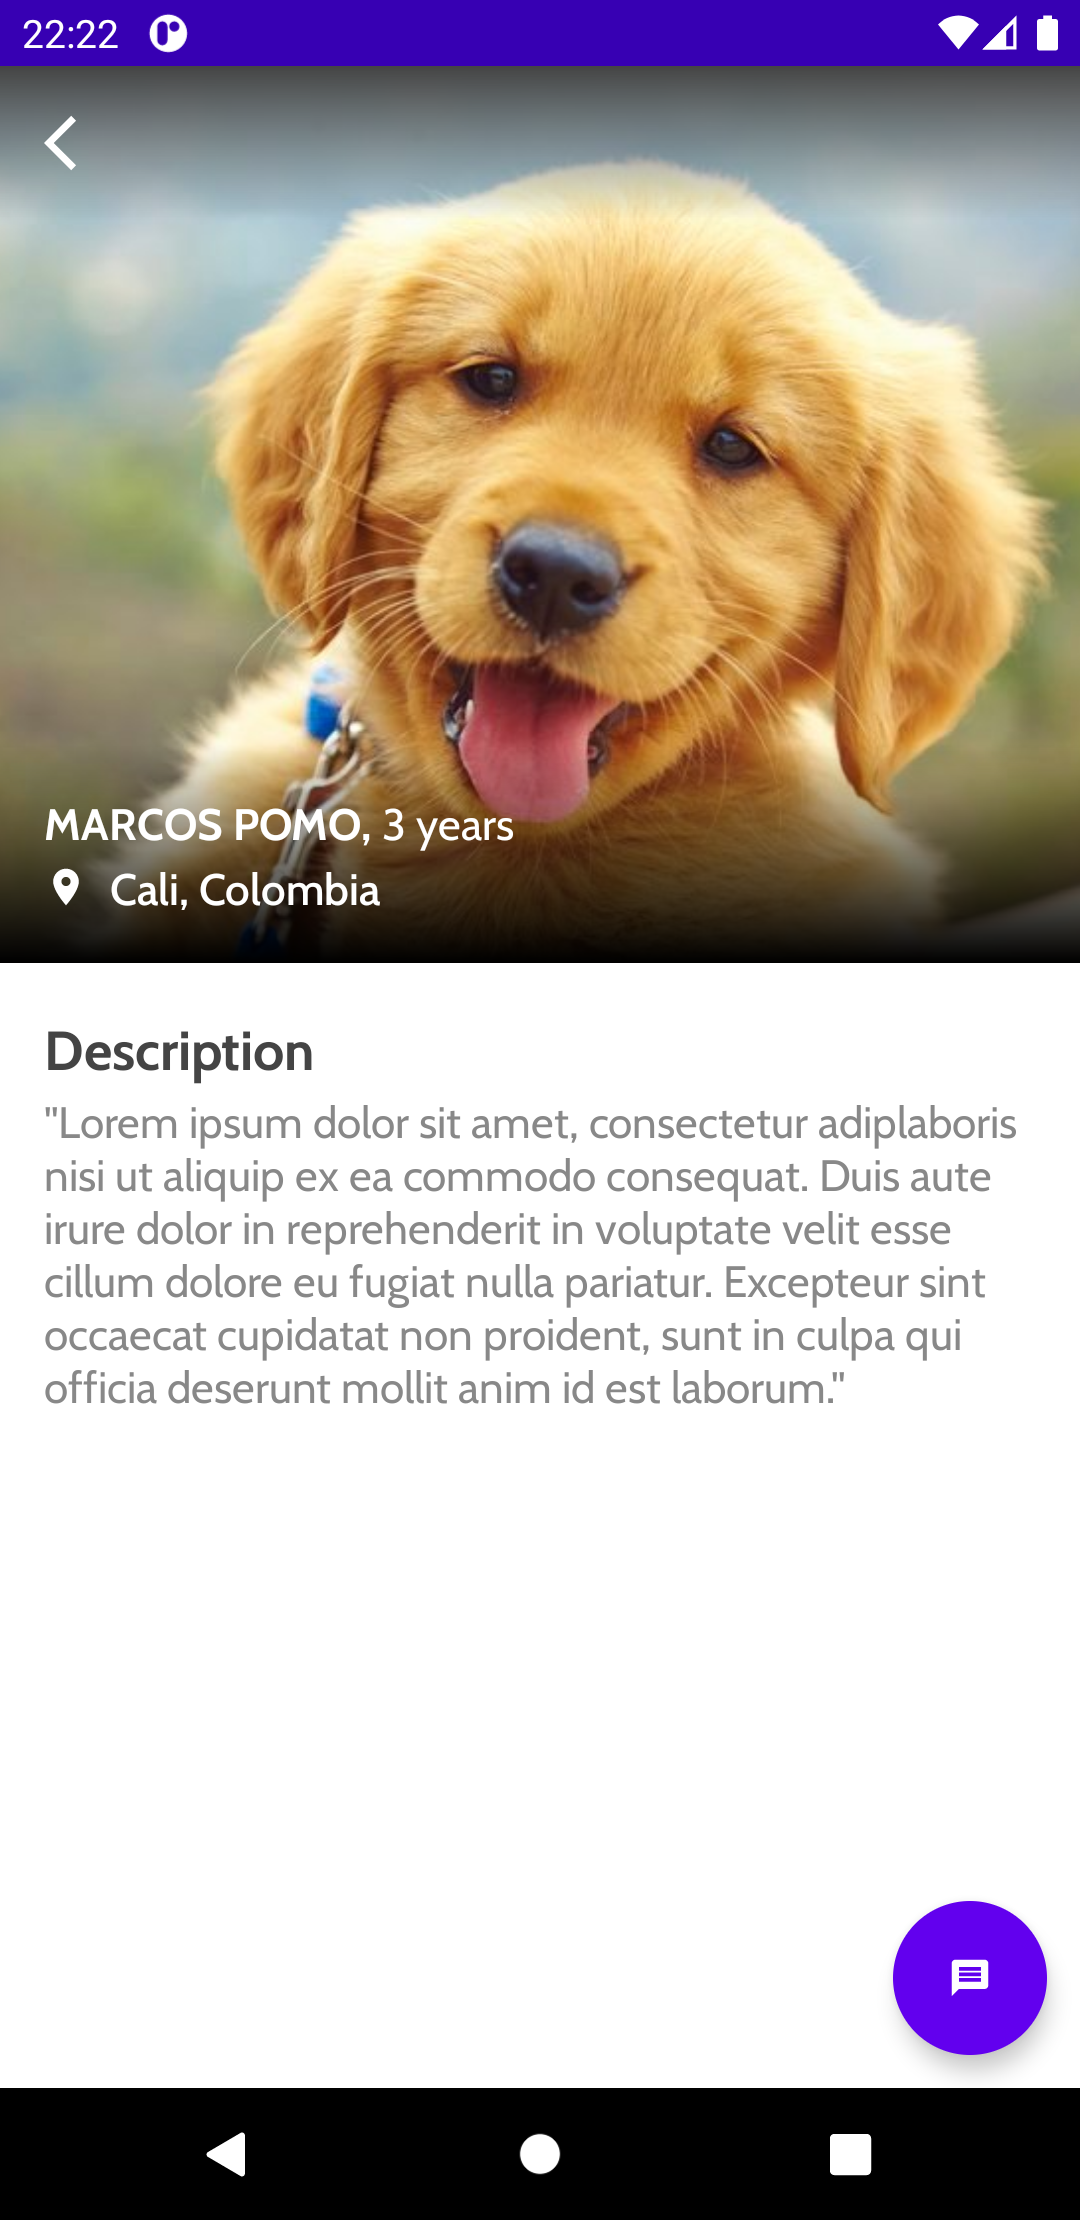 22:22
MARCOS POMO, 3 years
Cali, Colombia
Description
"Lorem ipsum dolor sit amet, consectetur adiplaboris
nisi ut aliquip ex ea commodo consequat. Duis aute
irure dolor in reprehenderit in voluptate velit esse
cillum dolore eu fugiat nulla pariatur. Excepteur sint
occaecat cupidatat non proident, sunt in culpa qui
officia deserunt mollit anim id est laborum."